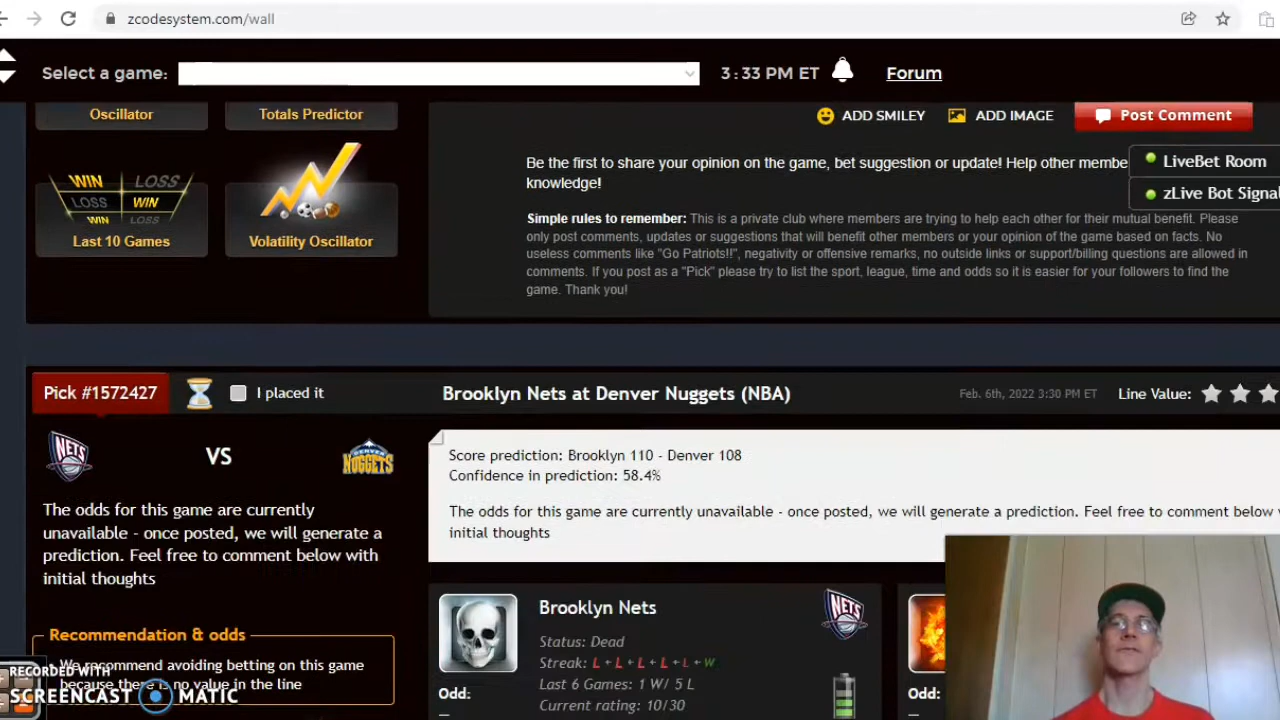 zcodesystem.com/wall
Select a game:
3:33 PM ET
Forum
Oscillator
Totals Predictor
ADD SMILEY
ADD IMAGE
Post Comment
Be the first to share your opinion on the game, bet suggestion or update! Help other membe
knowledge!
LiveBet Room
zLive Bot Signal
WIN LOSS
LOSS WIN
WIN LOSS
Last 10 Games
Volatility Oscillator
Simple rules to remember: This is a private club where members are trying to help each other for their mutual benefit. Please
only post comments, updates or suggestions that will benefit other members or your opinion of the game based on facts. No
useless comments like "Go Patriots!!", negativity or offensive remarks, no outside links or support/billing questions are allowed in
comments. If you post as a "Pick" please try to list the sport, league, time and odds so it is easier for your followers to find the
game. Thank you!
Pick #1572427
I placed it
Brooklyn Nets at Denver Nuggets (NBA)
Feb. 6th, 2022 3:30 PM ET
Line Value:
NETS
VS
NUGGETS
The odds for this game are currently
unavailable - once posted, we will generate a
prediction. Feel free to comment below with
initial thoughts
Score prediction: Brooklyn 110 - Denver 108
Confidence in prediction: 58.4%
The odds for this game are currently unavailable - once posted, we will generate a prediction. Feel free to comment below
initial thoughts
Recommendation & odds
We recommend avoiding betting on this game
because there is no value in the line
RECORDED WITH
SCREENCAST MATIC
Brooklyn Nets
NETS
Status: Dead
Streak: L + L + L + L + L + W
Last 6 Games: 1 W/ 5 L
Current rating: 10/30
Odd:
Odd: